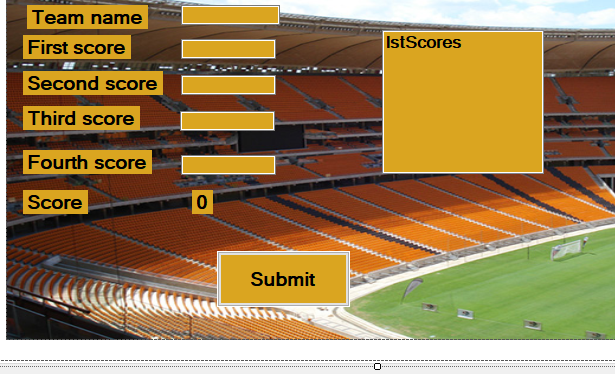 Team name
First score
Second score
Third score
Fourth score
Score 0
lstScores
Submit